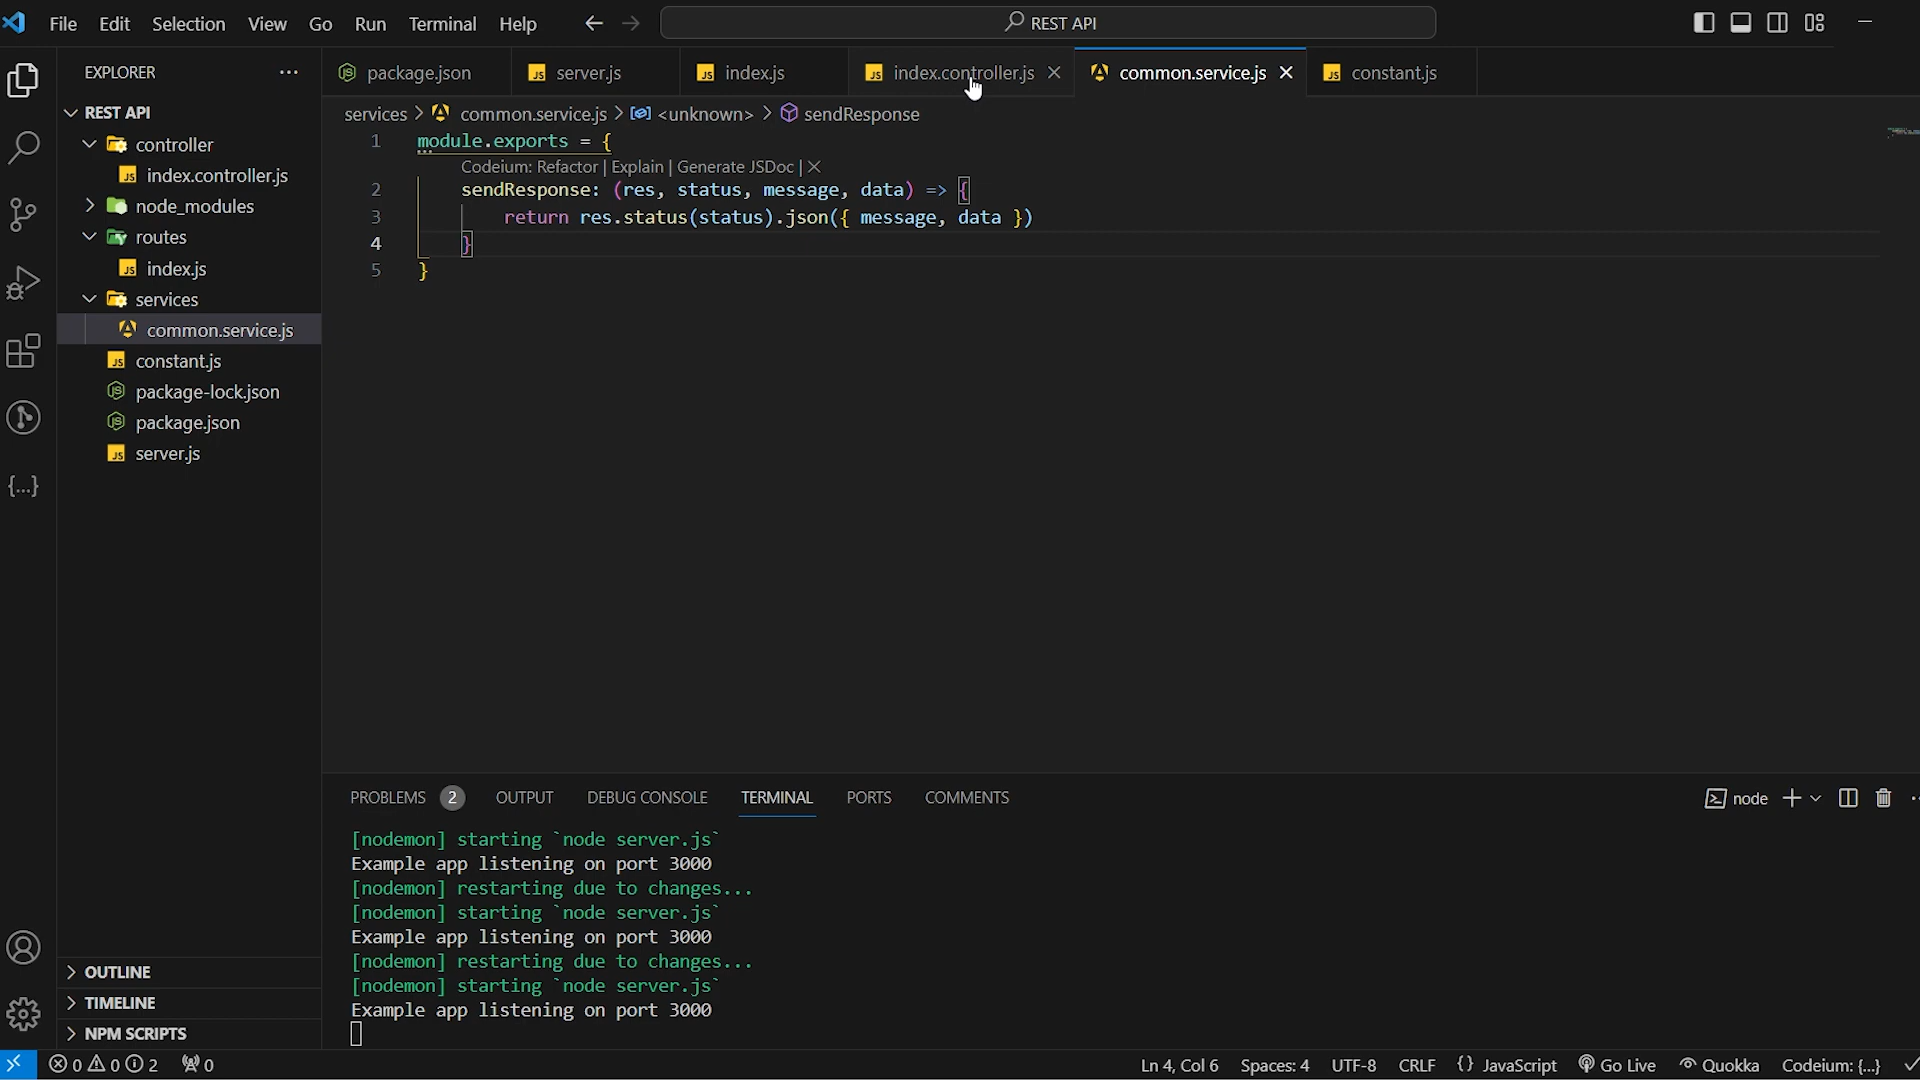 File Edit Selection View Go Run Terminal Help
REST API
EXPLORER
REST API
controller
JS index.controller.js
node_modules
routes
JS index.js
services
common.service.js
JS constant.js
package-lock.json
package.json
JS server.js
OUTLINE
TIMELINE
NPM SCRIPTS
package.json
JS server.js
JS index.js
JS index.controller.js
common.service.js
JS constant.js
services > common.service.js > <unknown> > sendResponse
1 module.exports = {
Codeium: Refactor | Explain | Generate JSDoc | X
2 sendResponse: (res, status, message, data) => {
3 return res.status(status).json({ message, data })
4 }
5 }
PROBLEMS 2 OUTPUT DEBUG CONSOLE TERMINAL PORTS COMMENTS
node
[nodemon] starting `node server.js`
Example app listening on port 3000
[nodemon] restarting due to changes...
[nodemon] starting `node server.js`
Example app listening on port 3000
[nodemon] restarting due to changes...
[nodemon] starting `node server.js`
Example app listening on port 3000
0 0 2 0
Ln 4, Col 6 Spaces: 4 UTF-8 CRLF {} JavaScript Go Live Quokka Codeium: {...}